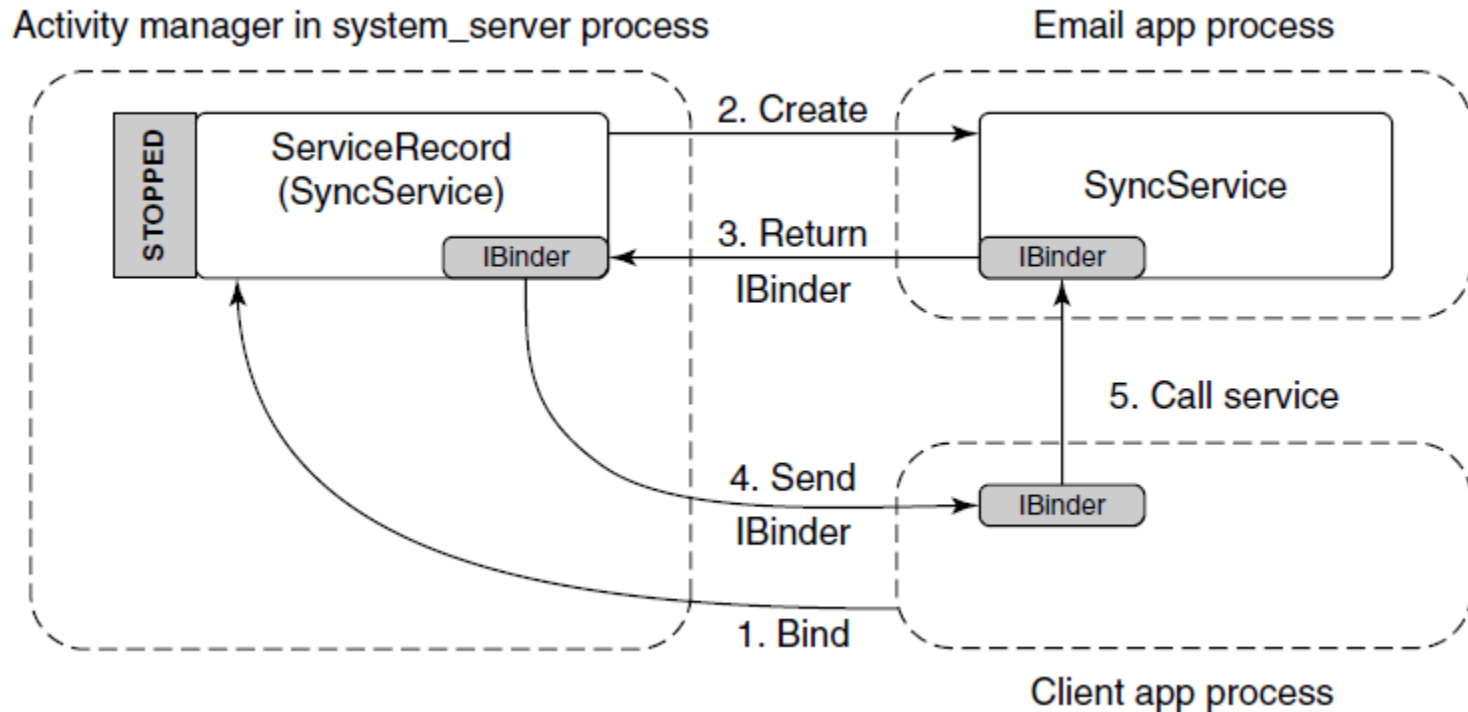 Activity manager in system_server process
Email app process
STOPPED
ServiceRecord
(SyncService)
IBinder
2. Create
3. Return
IBinder
SyncService
IBinder
5. Call service
4. Send
IBinder
IBinder
1. Bind
Client app process